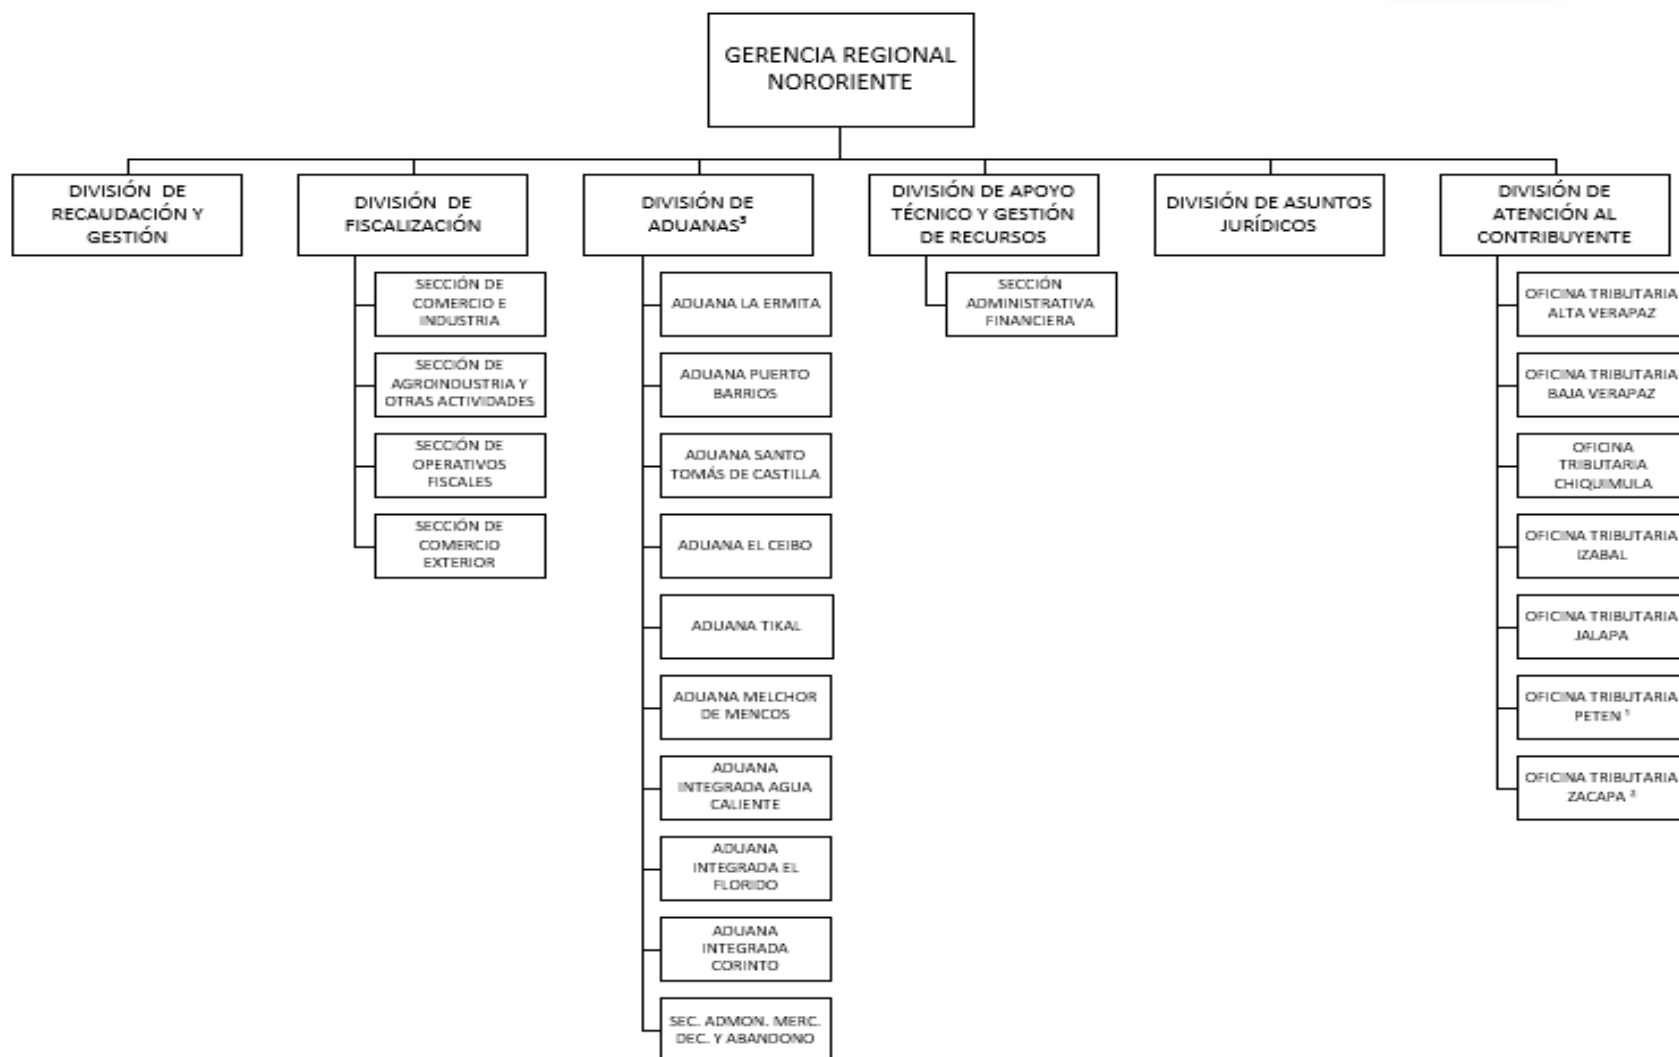 GERENCIA REGIONAL
NORORIENTE
DIVISIÓN DE
RECAUDACIÓN Y
GESTIÓN
DIVISIÓN DE
FISCALIZACIÓN
SECCIÓN DE
COMERCIO E
INDUSTRIA
SECCIÓN DE
AGROINDUSTRIA Y
OTRAS ACTIVIDADES
SECCIÓN DE
OPERATIVOS
FISCALES
SECCIÓN DE
COMERCIO
EXTERIOR
DIVISIÓN DE
ADUANAS³
ADUANA LA ERMITA
ADUANA PUERTO
BARRIOS
ADUANA SANTO
TOMÁS DE CASTILLA
ADUANA EL CEIBO
ADUANA TIKAL
ADUANA MELCHOR
DE MENCOS
ADUANA
INTEGRADA AGUA
CALIENTE
ADUANA
INTEGRADA EL
FLORIDO
ADUANA
INTEGRADA
CORINTO
SEC. ADMON. MERC.
DEC. Y ABANDONO
DIVISIÓN DE APOYO
TÉCNICO Y GESTIÓN
DE RECURSOS
SECCIÓN
ADMINISTRATIVA
FINANCIERA
DIVISIÓN DE ASUNTOS
JURÍDICOS
DIVISIÓN DE
ATENCIÓN AL
CONTRIBUYENTE
OFICINA TRIBUTARIA
ALTA VERAPAZ
OFICINA TRIBUTARIA
BAJA VERAPAZ
OFICINA
TRIBUTARIA
CHIQUIMULA
OFICINA TRIBUTARIA
IZABAL
OFICINA TRIBUTARIA
JALAPA
OFICINA TRIBUTARIA
PETEN ¹
OFICINA TRIBUTARIA
ZACAPA ²